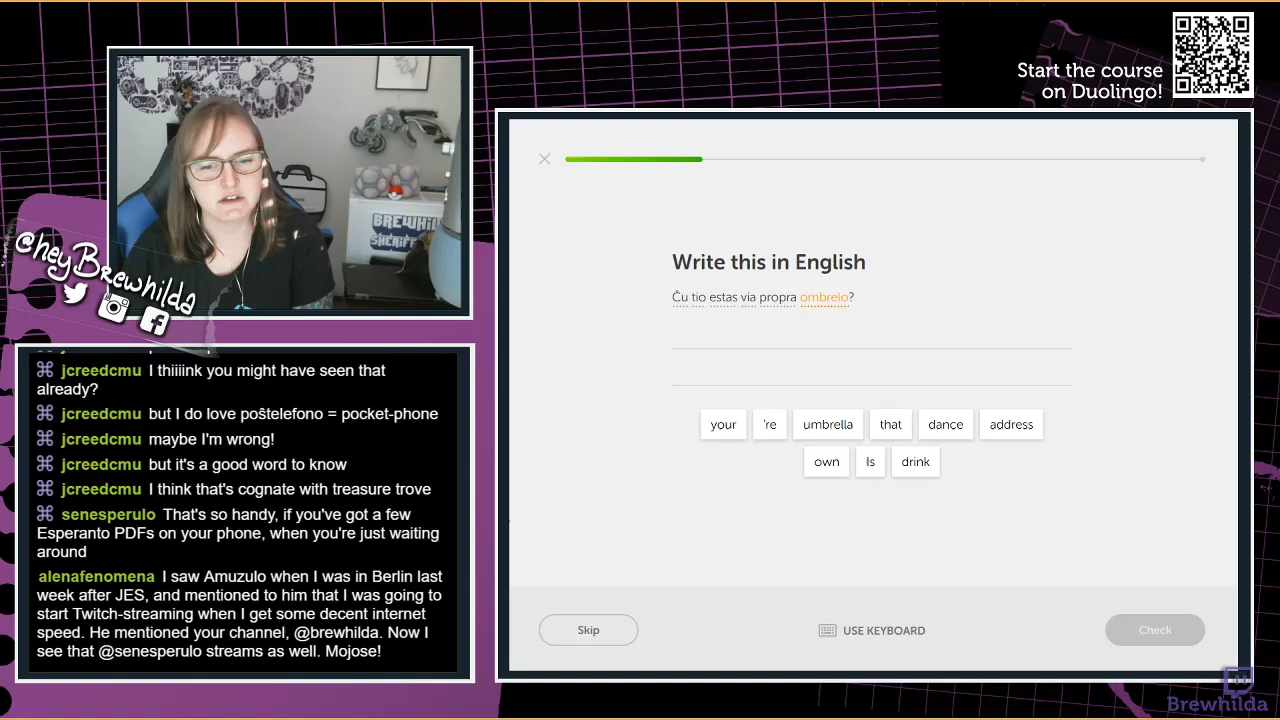 Start the course
on Duolingo!
BREWHIL
SHERIFF
@heyBrewhilda
Write this in English
Ĉu tio estas via propra ombrelo?
your 're umbrella that dance address
own Is drink
Skip
USE KEYBOARD
Check
jcreedcmu I thiiiink you might have seen that
already?
jcreedcmu but I do love poŝtelefono = pocket-phone
jcreedcmu maybe I'm wrong!
jcreedcmu but it's a good word to know
jcreedcmu I think that's cognate with treasure trove
senesperulo That's so handy, if you've got a few
Esperanto PDFs on your phone, when you're just waiting
around
alenafenomena I saw Amuzulo when I was in Berlin last
week after JES, and mentioned to him that I was going to
start Twitch-streaming when I get some decent internet
speed. He mentioned your channel, @brewhilda. Now I
see that @senesperulo streams as well. Mojose!
Brewhilda